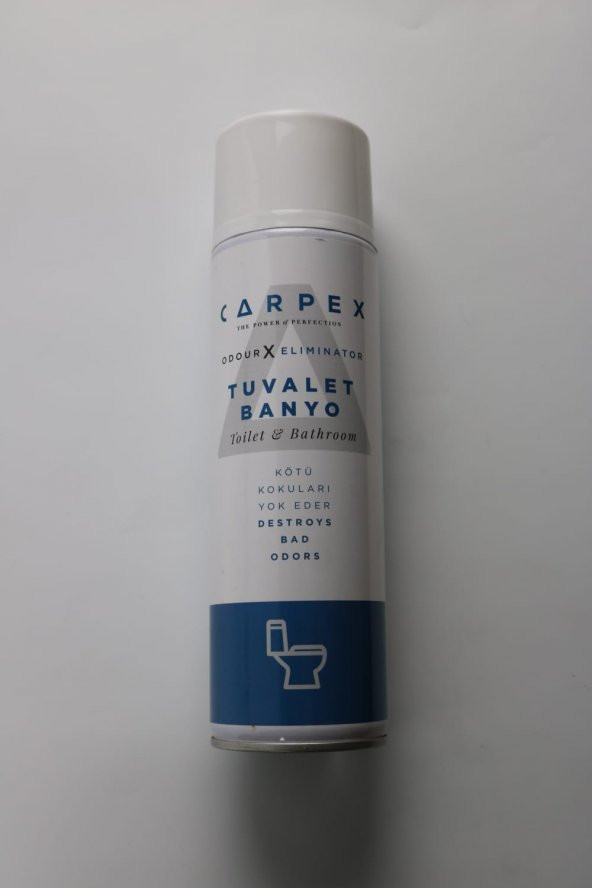 CARPEX
THE POWER of PERFECTION
ODOUR X ELIMINATOR
TUVALET
BANYO
Toilet & Bathroom
KÖTÜ
KOKULARI
YOK EDER
DESTROYS
BAD
ODORS